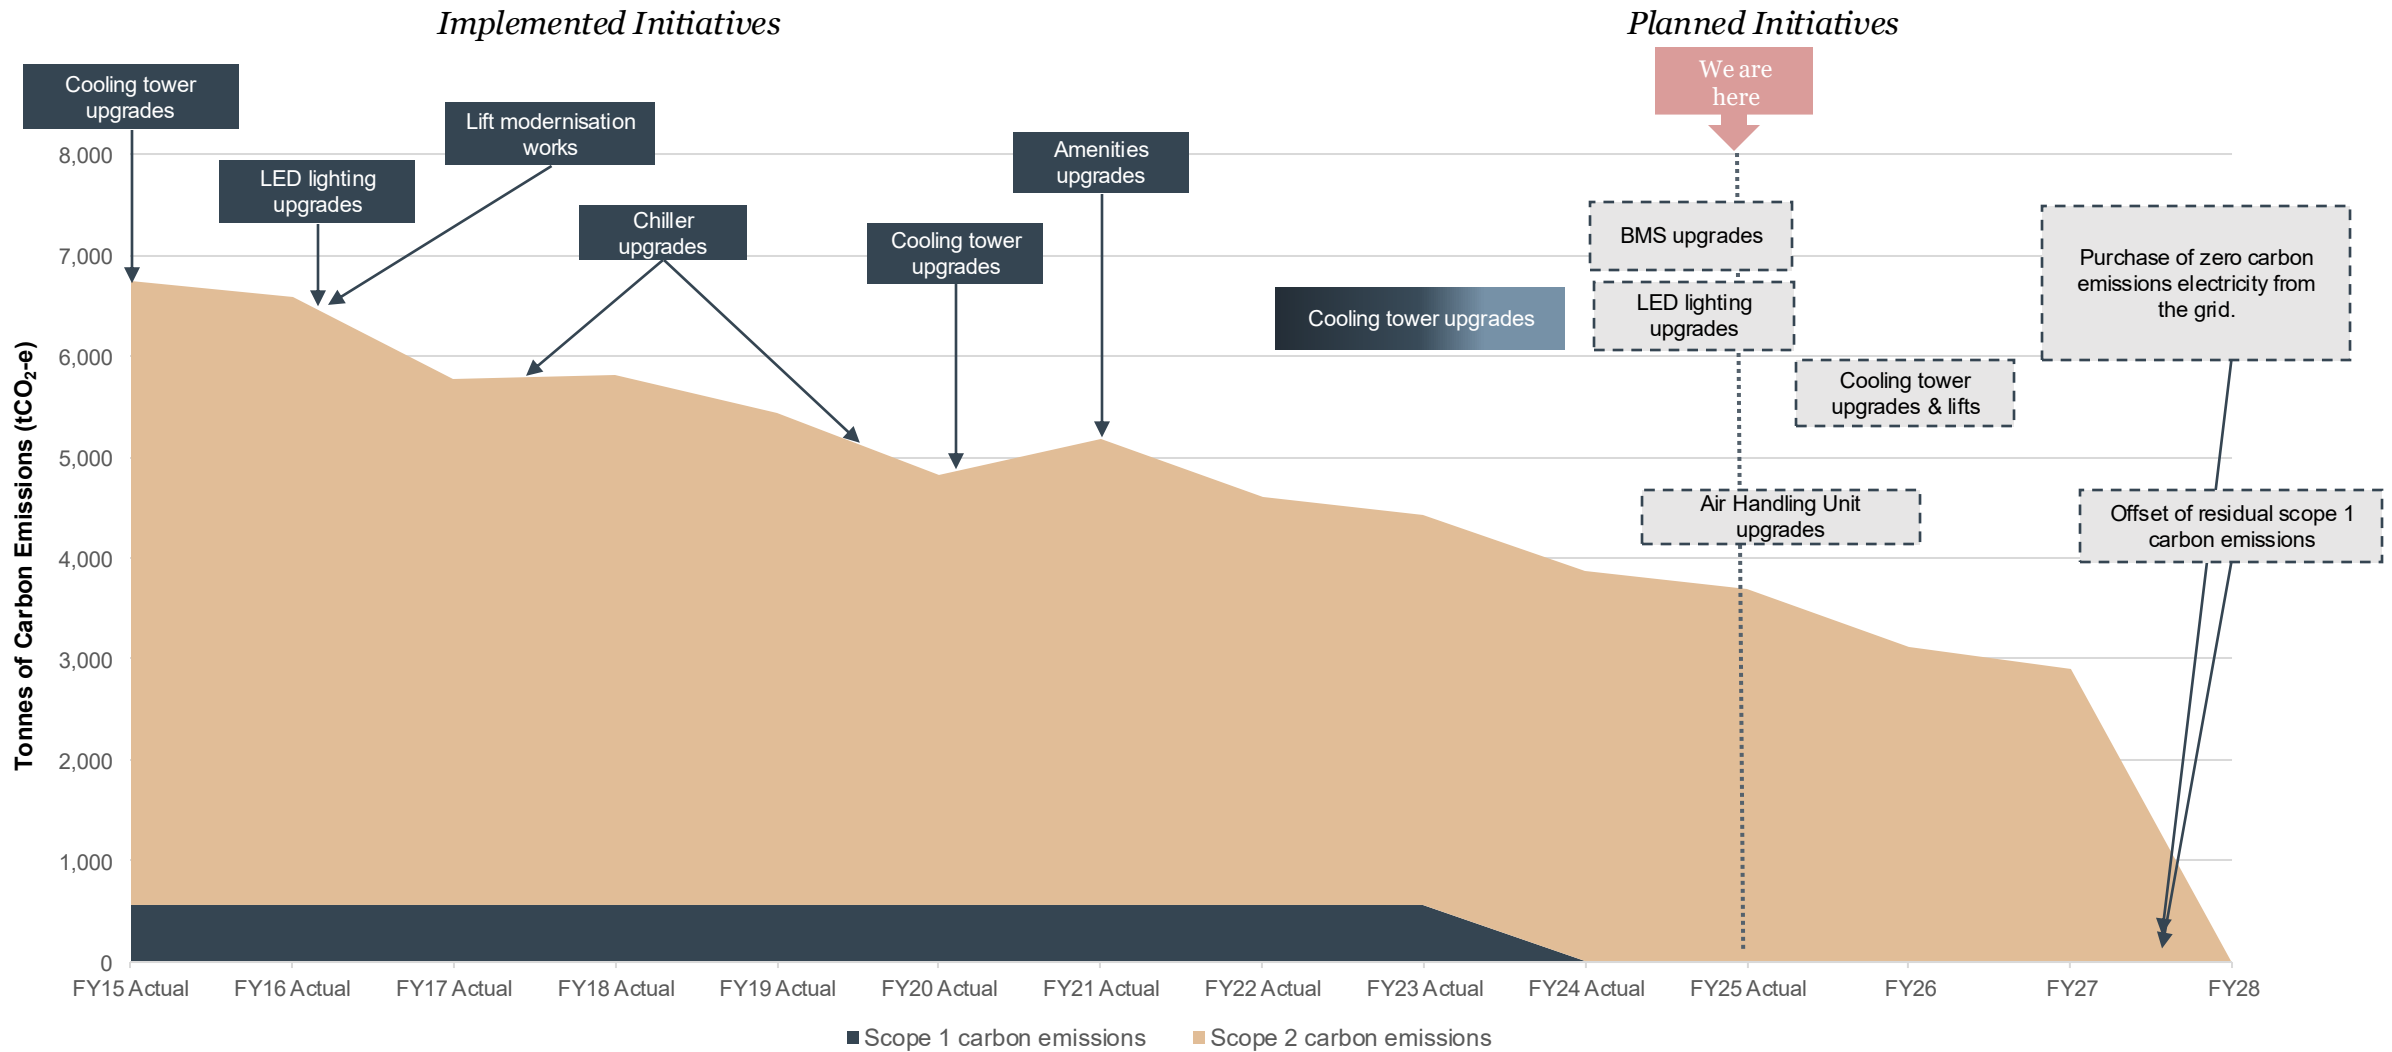 Implemented Initiatives
Planned Initiatives
We are
here
Cooling tower
upgrades
LED lighting
upgrades
Lift modernisation
works
Chiller
upgrades
Cooling tower
upgrades
Amenities
upgrades
Cooling tower upgrades
BMS upgrades
LED lighting
upgrades
Cooling tower
upgrades & lifts
Air Handling Unit
upgrades
Purchase of zero carbon
emissions electricity from
the grid.
Offset of residual scope 1
carbon emissions
Tonnes of Carbon Emissions (tCO₂-e)
8,000
7,000
6,000
5,000
4,000
3,000
2,000
1,000
0
FY15 Actual
FY16 Actual
FY17 Actual
FY18 Actual
FY19 Actual
FY20 Actual
FY21 Actual
FY22 Actual
FY23 Actual
FY24 Actual
FY25 Actual
FY26
FY27
FY28
Scope 1 carbon emissions
Scope 2 carbon emissions